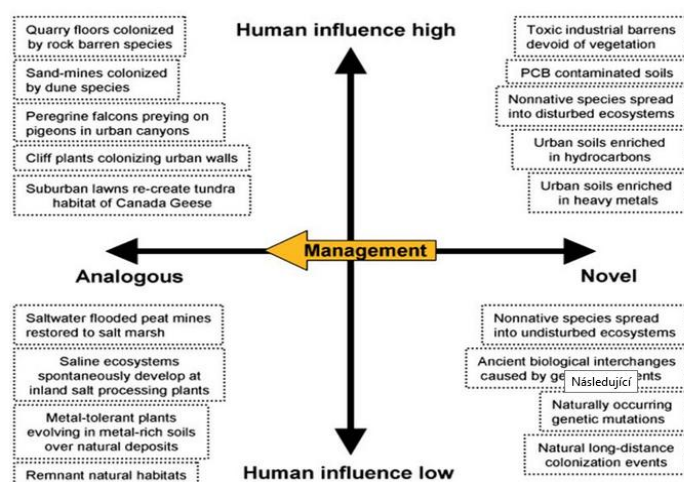 Human influence high
Quarry floors colonized
by rock barren species
Sand-mines colonized
by dune species
Peregrine falcons preying on
pigeons in urban canyons
Cliff plants colonizing urban walls
Suburban lawns re-create tundra
habitat of Canada Geese
Toxic industrial barrens
devoid of vegetation
PCB contaminated soils
Nonnative species spread
into disturbed ecosystems
Urban soils enriched
in hydrocarbons
Urban soils enriched
in heavy metals
Management
Analogous
Novel
Saltwater flooded peat mines
restored to salt marsh
Saline ecosystems
spontaneously develop at
inland salt processing plants
Metal-tolerant plants
evolving in metal-rich soils
over natural deposits
Remnant natural habitats
Nonnative species spread
into undisturbed ecosystems
Ancient biological interchanges
caused by
Následující
Naturally occurring
genetic mutations
Natural long-distance
colonization events
Human influence low